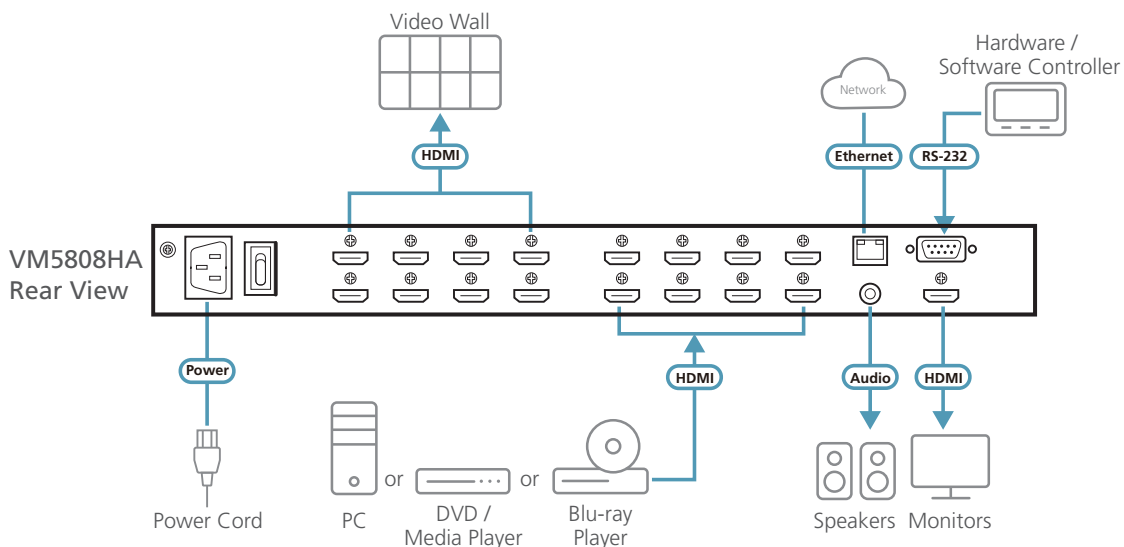 Video Wall
HDMI
Network
Hardware /
Software Controller
Ethernet
RS-232
VM5808HA
Rear View
Power
HDMI
Audio
HDMI
Power Cord
PC
or
DVD /
Media Player
or
Blu-ray
Player
Speakers
Monitors